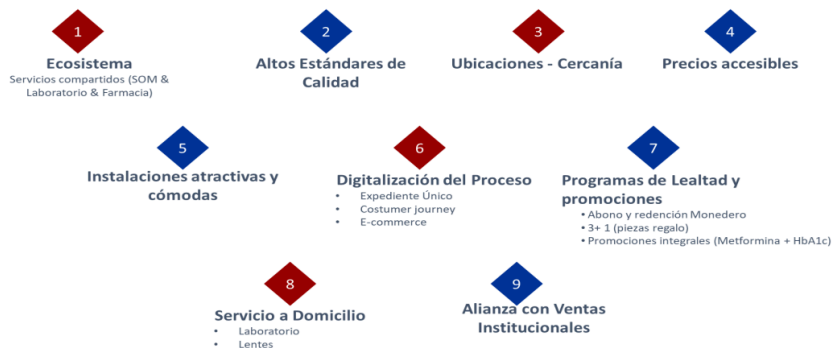 1
Ecosistema
Servicios compartidos (SOM &
Laboratorio & Farmacia)
2
Altos Estándares de
Calidad
3
Ubicaciones - Cercanía
4
Precios accesibles
5
Instalaciones atractivas y
cómodas
6
Digitalización del Proceso
• Expediente Único
• Costumer journey
• E-commerce
7
Programas de Lealtad y
promociones
• Abono y redención Monedero
• 3+ 1 (piezas regalo)
• Promociones integrales (Metformina + HbA1c)
8
Servicio a Domicilio
• Laboratorio
• Lentes
9
Alianza con Ventas
Institucionales